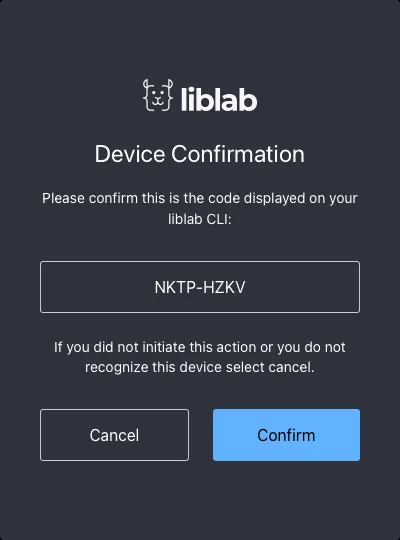 liblab
Device Confirmation
Please confirm this is the code displayed on your
liblab CLI:
NKTP-HZKV
If you did not initiate this action or you do not
recognize this device select cancel.
Cancel
Confirm